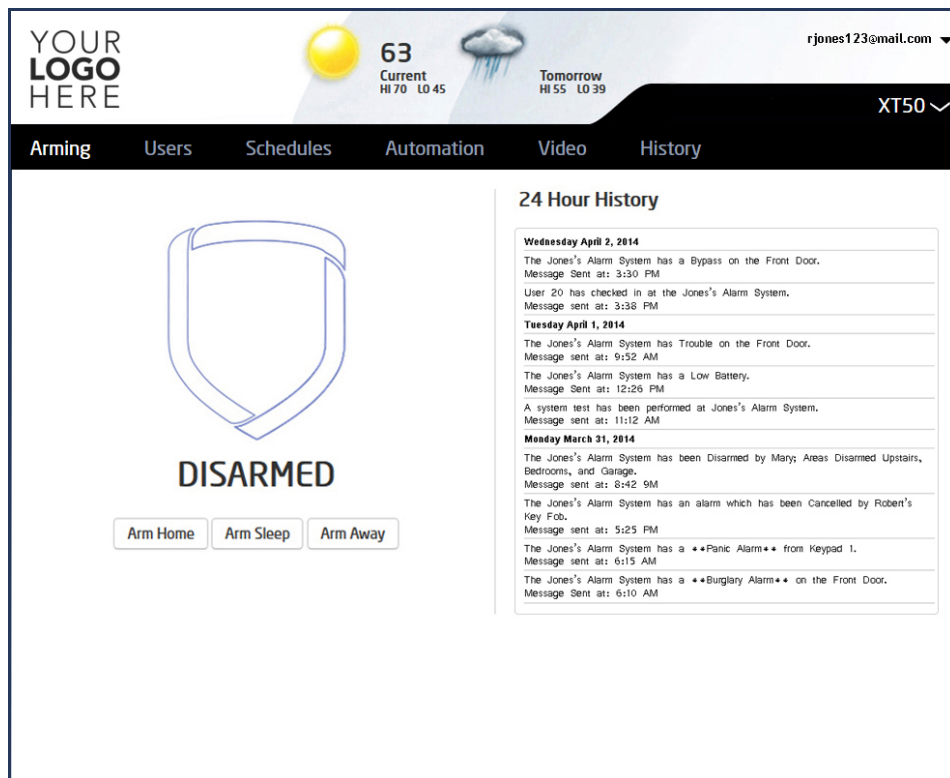 YOUR
LOGO
HERE
63
Current
HI 70 LO 45
Tomorrow
HI 55 LO 39
rjones123@mail.com
XT50
Arming Users Schedules Automation Video History
DISARMED
Arm Home Arm Sleep Arm Away
24 Hour History
Wednesday April 2, 2014
The Jones's Alarm System has a Bypass on the Front Door.
Message Sent at: 3:30 PM
User 20 has checked in at the Jones's Alarm System.
Message sent at: 3:38 PM
Tuesday April 1, 2014
The Jones's Alarm System has Trouble on the Front Door.
Message sent at: 9:52 AM
The Jones's Alarm System has a Low Battery.
Message Sent at: 12:26 PM
A system test has been performed at Jones's Alarm System.
Message sent at: 11:12 AM
Monday March 31, 2014
The Jones's Alarm System has been Disarmed by Mary; Areas Disarmed Upstairs,
Bedrooms, and Garage.
Message sent at: 8:42 9M
The Jones's Alarm System has an alarm which has been Cancelled by Robert's
Key Fob.
Message sent at: 5:25 PM
The Jones's Alarm System has a **Panic Alarm** from Keypad 1.
Message sent at: 6:15 AM
The Jones's Alarm System has a **Burglary Alarm** on the Front Door.
Message Sent at: 6:10 AM